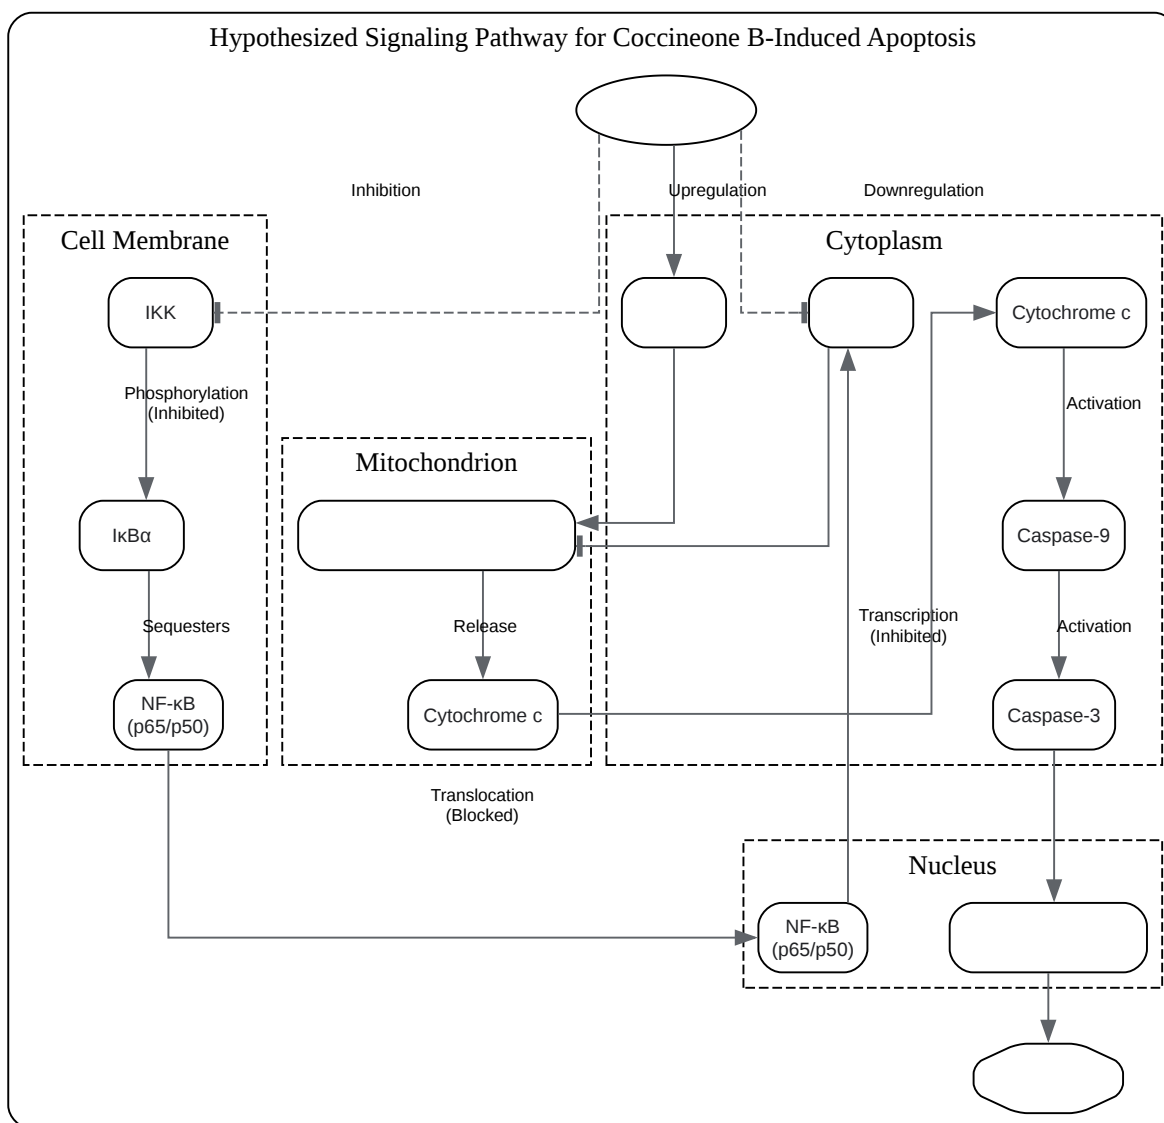 Hypothesized Signaling Pathway for Coccineone B-Induced Apoptosis
Inhibition
Upregulation
Downregulation
Cell Membrane
Cytoplasm
IKK
Cytochrome c
Phosphorylation
(Inhibited)
Activation
Mitochondrion
IκBα
Caspase-9
Sequesters
Release
Transcription
(Inhibited)
Activation
NF-κB
(p65/p50)
Cytochrome c
Caspase-3
Translocation
(Blocked)
Nucleus
NF-κB
(p65/p50)